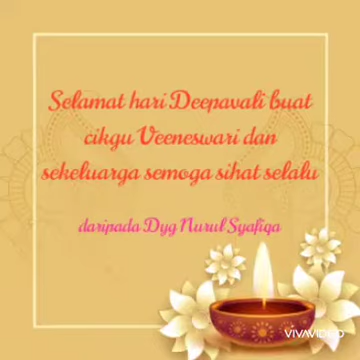 Selamat hari Deepavali buat
cikgu Veeneswari dan
sekeluarga semoga sihat selalu
daripada Dyg Nurul Syafiqa
VIVAVIDEO